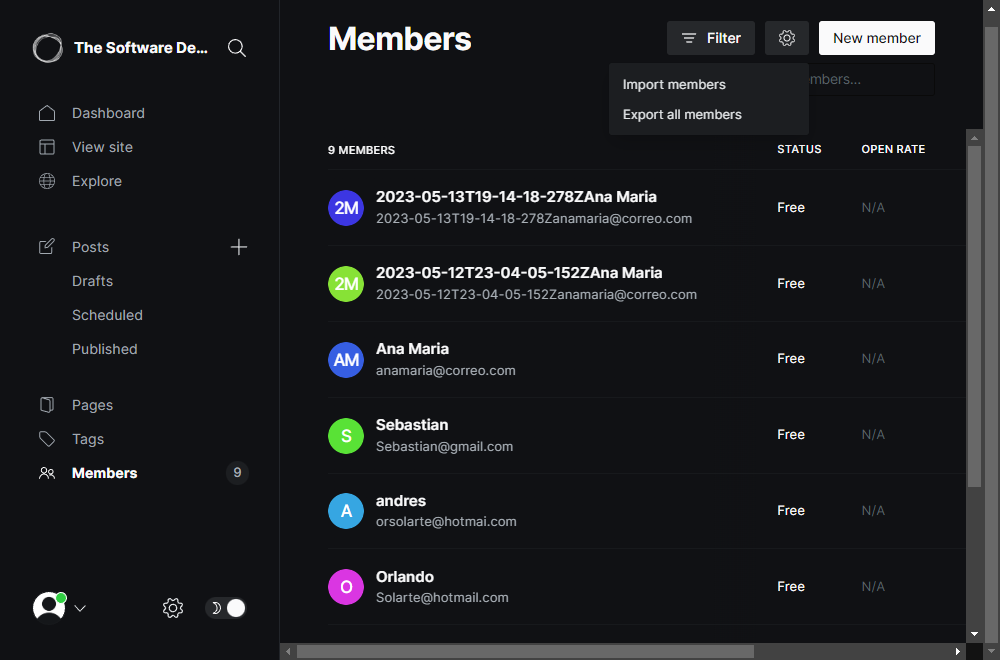 The Software De...
Dashboard
View site
Explore
Posts
Drafts
Scheduled
Published
Pages
Tags
Members
9
Members
Filter
New member
Import members
Export all members
9 MEMBERS
STATUS
OPEN RATE
2M
2023-05-13T19-14-18-278ZAna Maria
2023-05-13T19-14-18-278Zanamaria@correo.com
Free
N/A
2M
2023-05-12T23-04-05-152ZAna Maria
2023-05-12T23-04-05-152Zanamaria@correo.com
Free
N/A
AM
Ana Maria
anamaria@correo.com
Free
N/A
S
Sebastian
Sebastian@gmail.com
Free
N/A
A
andres
orsolarte@hotmai.com
Free
N/A
O
Orlando
Solarte@hotmail.com
Free
N/A